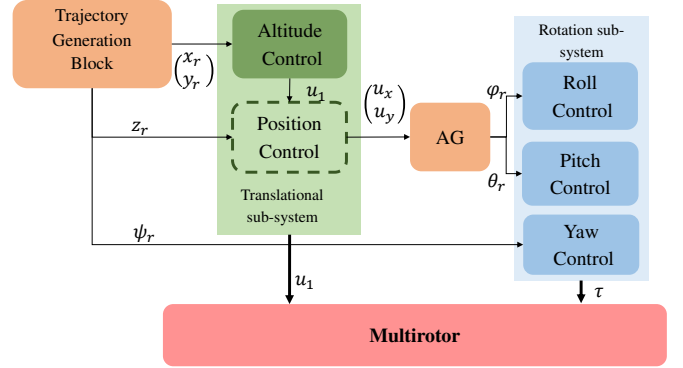 Trajectory
Generation
Block
(x_r
y_r)
Altitude
Control
u_1
z_r
Position
Control
Translational
sub-system
(u_x
u_y)
AG
φ_r
θ_r
Rotation sub-
system
Roll
Control
Pitch
Control
Yaw
Control
ψ_r
u_1
τ
Multirotor